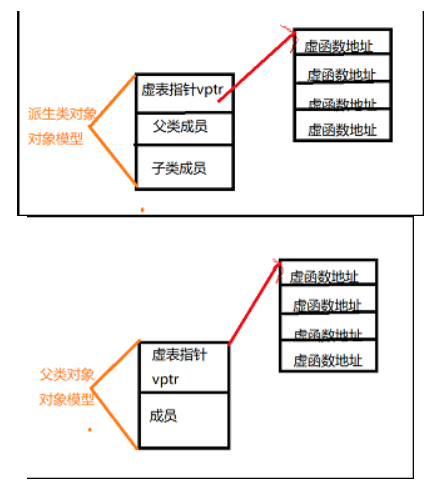 虚函数地址
虚函数地址
虚函数地址
虚函数地址
虚表指针vptr
父类成员
子类成员
派生类对象
对象模型
虚函数地址
虚函数地址
虚函数地址
虚函数地址
虚表指针
vptr
成员
父类对象
对象模型